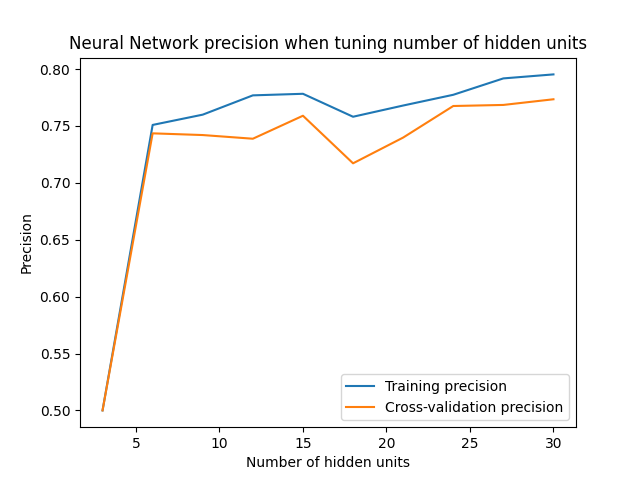 Neural Network precision when tuning number of hidden units
0.80
0.75
0.70
0.65
0.60
0.55
0.50
Precision
5
10
15
20
25
30
Number of hidden units
Training precision
Cross-validation precision